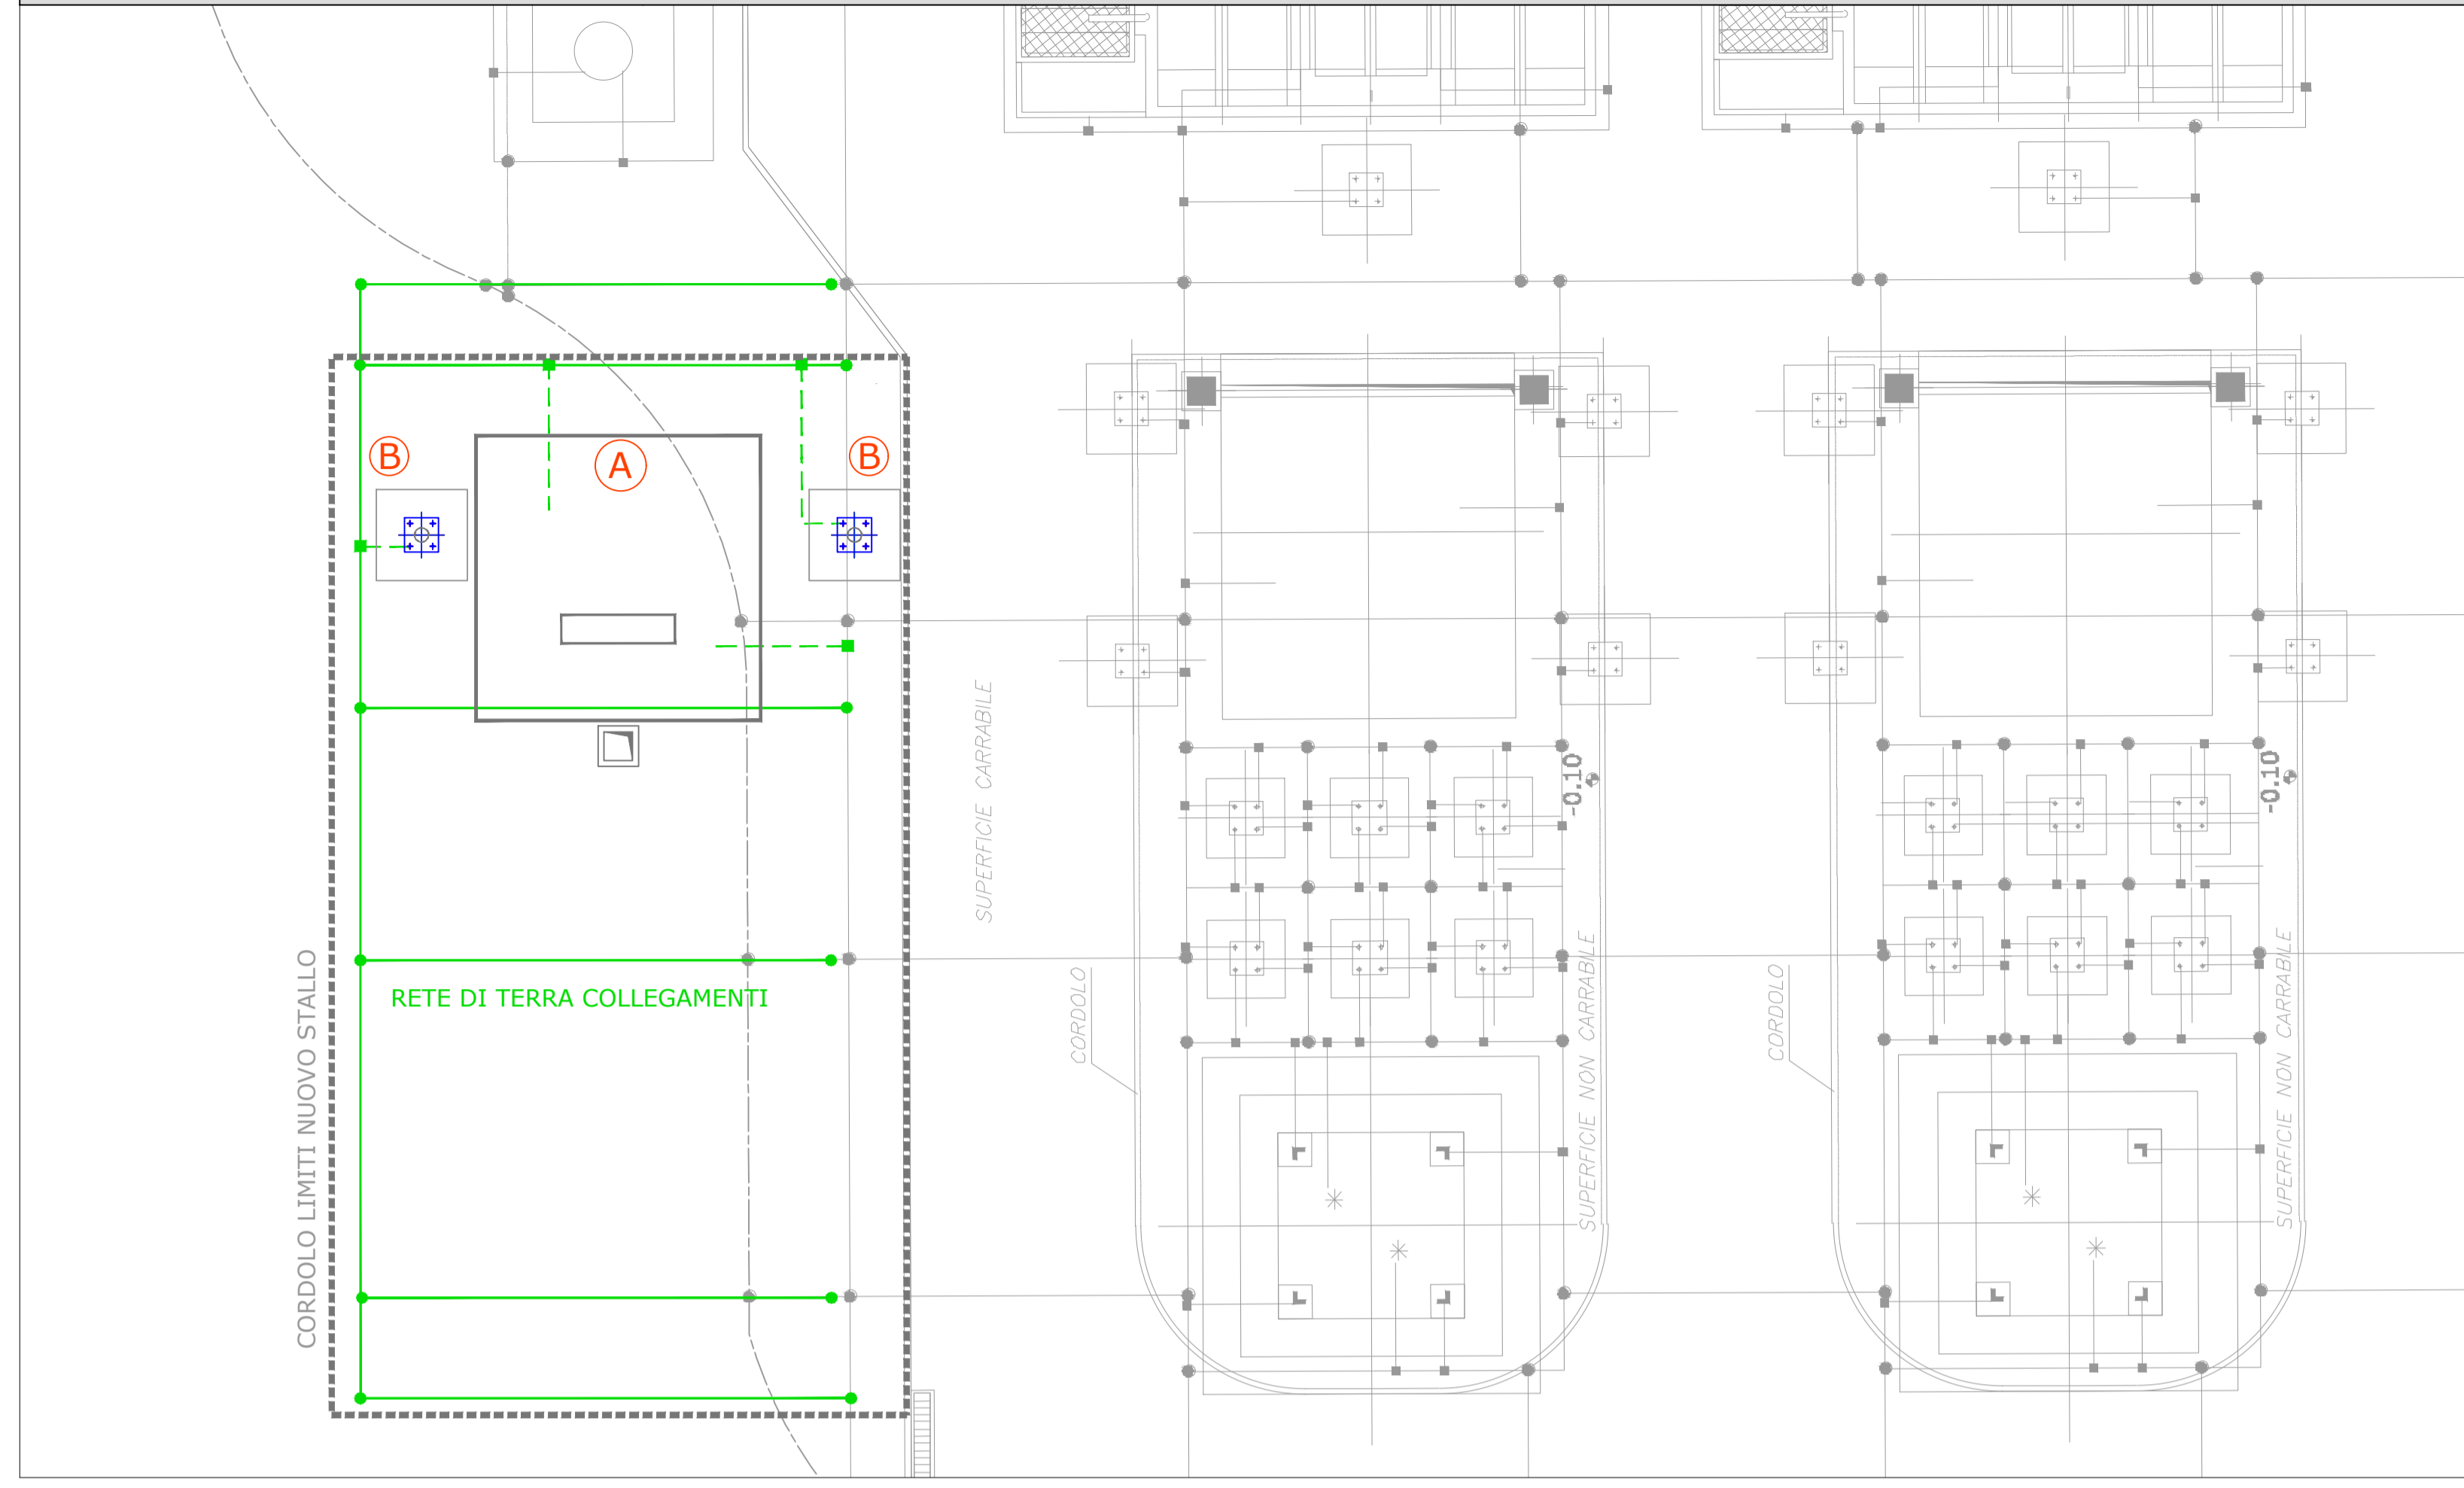 B
A
B
SUPERFICIE CARRABILE
-0.10
-0.10
CORDOLO LIMITI NUOVO STALLO
RETE DI TERRA COLLEGAMENTI
CORDOLO
SUPERFICIE NON CARRABILE
CORDOLO
SUPERFICIE NON CARRABILE